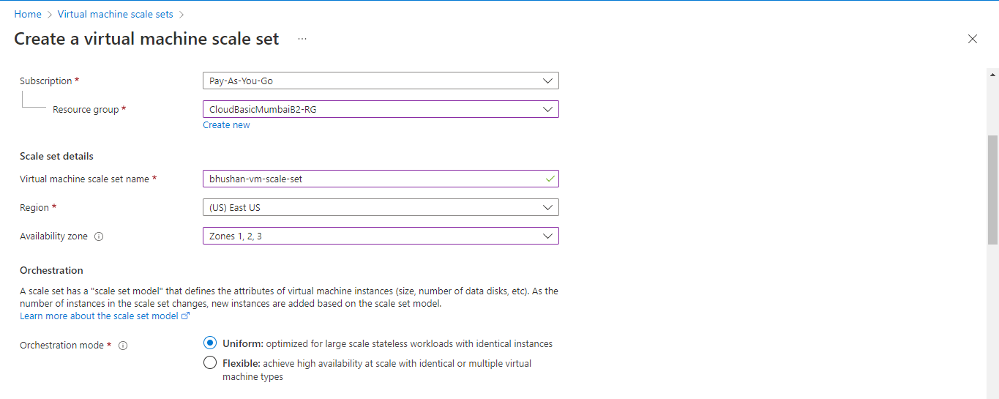 Home > Virtual machine scale sets >
Create a virtual machine scale set ...
Subscription * Pay-As-You-Go
Resource group * CloudBasicMumbaiB2-RG
Create new
Scale set details
Virtual machine scale set name * bhushan-vm-scale-set
Region * (US) East US
Availability zone Zones 1, 2, 3
Orchestration
A scale set has a "scale set model" that defines the attributes of virtual machine instances (size, number of data disks, etc). As the
number of instances in the scale set changes, new instances are added based on the scale set model.
Learn more about the scale set model
Orchestration mode * Uniform: optimized for large scale stateless workloads with identical instances
Flexible: achieve high availability at scale with identical or multiple virtual
machine types